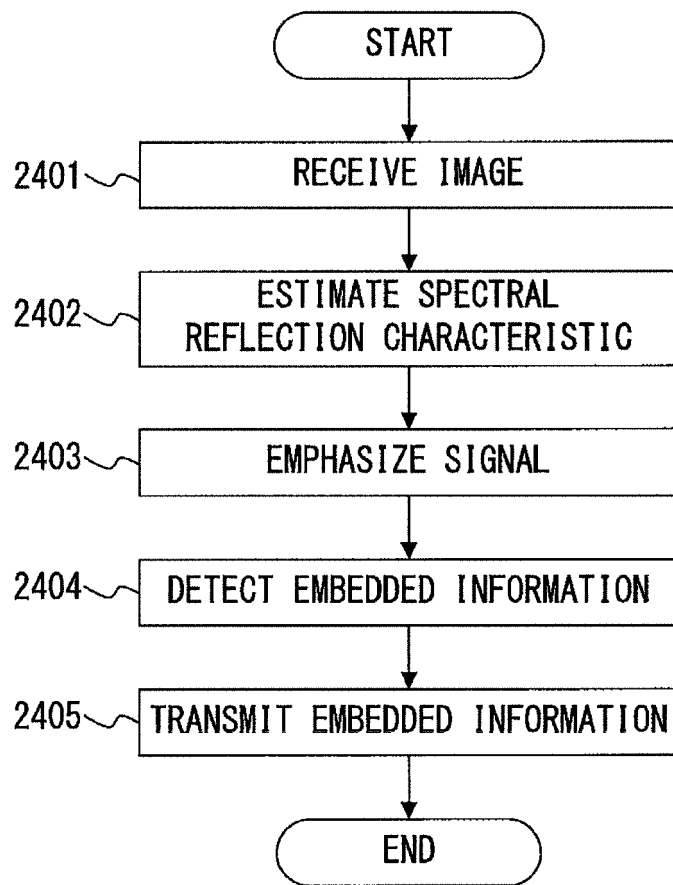 START
2401
RECEIVE IMAGE
2402
ESTIMATE SPECTRAL
REFLECTION CHARACTERISTIC
2403
EMPHASIZE SIGNAL
2404
DETECT EMBEDDED INFORMATION
2405
TRANSMIT EMBEDDED INFORMATION
END